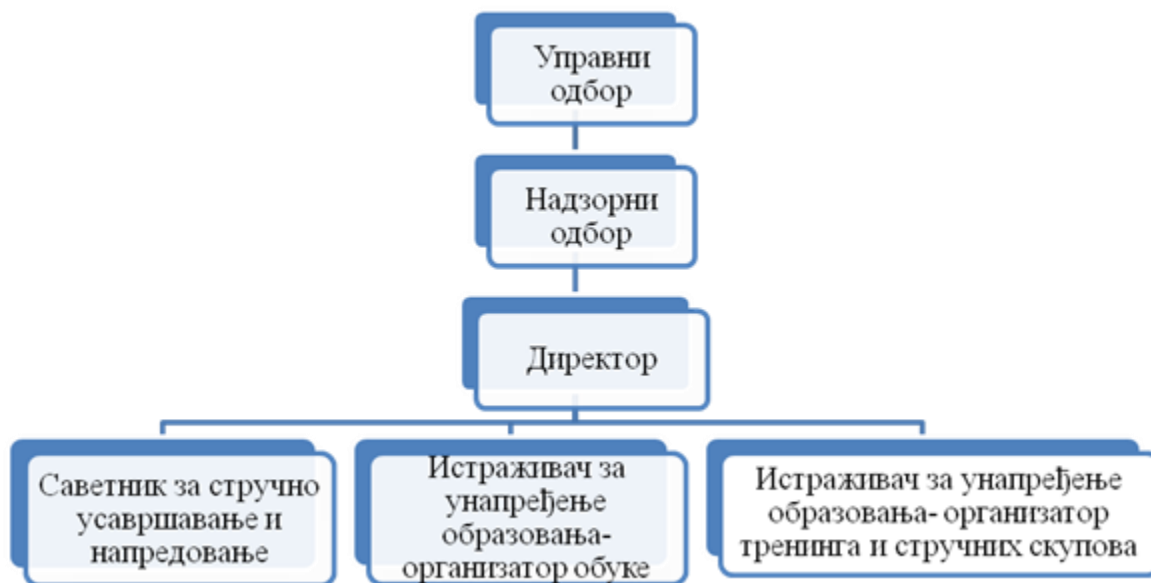 Управни
одбор
Надзорни
одбор
Директор
Саветник за стручно
усавршавање и
напредовање
Истраживач за
унапређење
образовања-
организатор обуке
Истраживач за унапређење
образовања- организатор
тренинга и стручних скупова